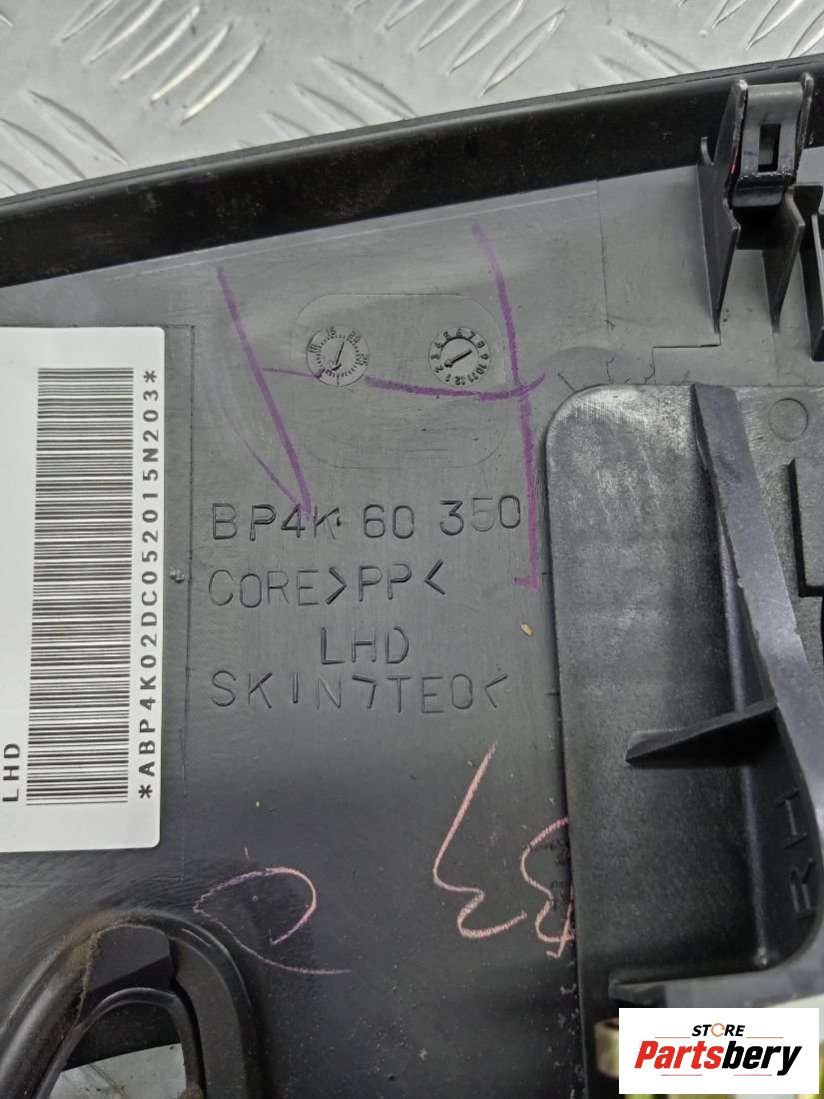 BP4K 60 350
CORE>PP<
LHD
SKIN>TEO<
LHD
*ABP4K02DC052015N203*
RH
STORE
Partsbery